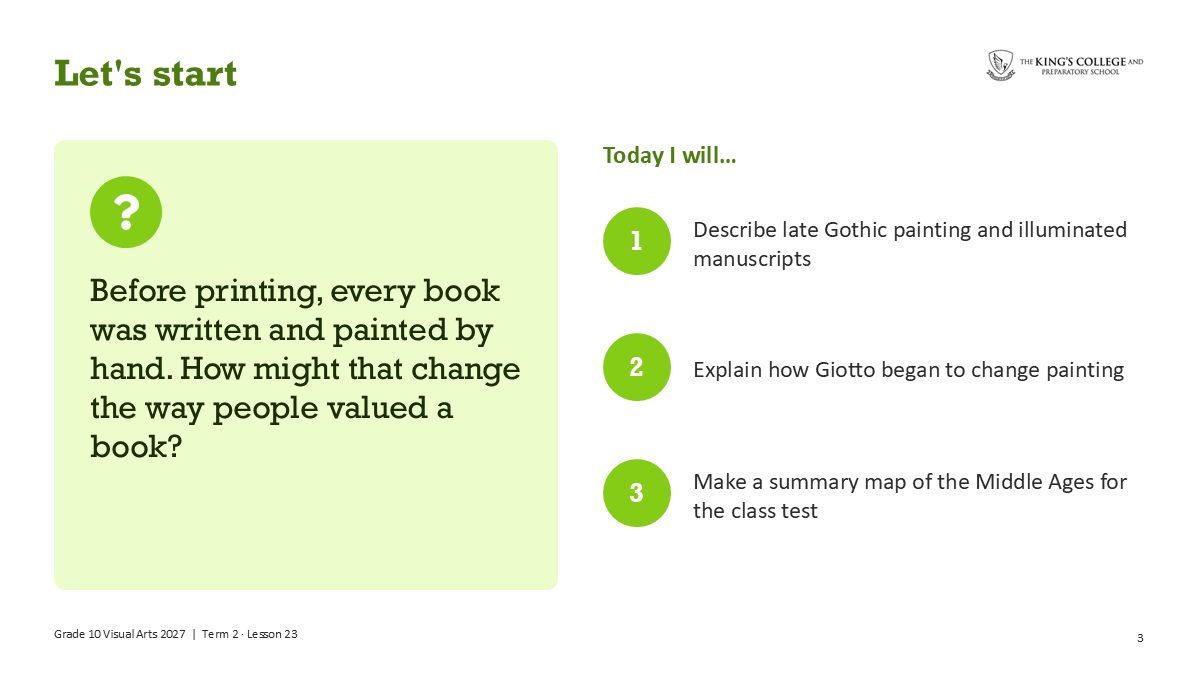 Let's start
THE KING'S COLLEGE AND
PREPARATORY SCHOOL
?
Before printing, every book
was written and painted by
hand. How might that change
the way people valued a
book?
Today I will...
1
Describe late Gothic painting and illuminated
manuscripts
2
Explain how Giotto began to change painting
3
Make a summary map of the Middle Ages for
the class test
Grade 10 Visual Arts 2027 | Term 2 · Lesson 23
3